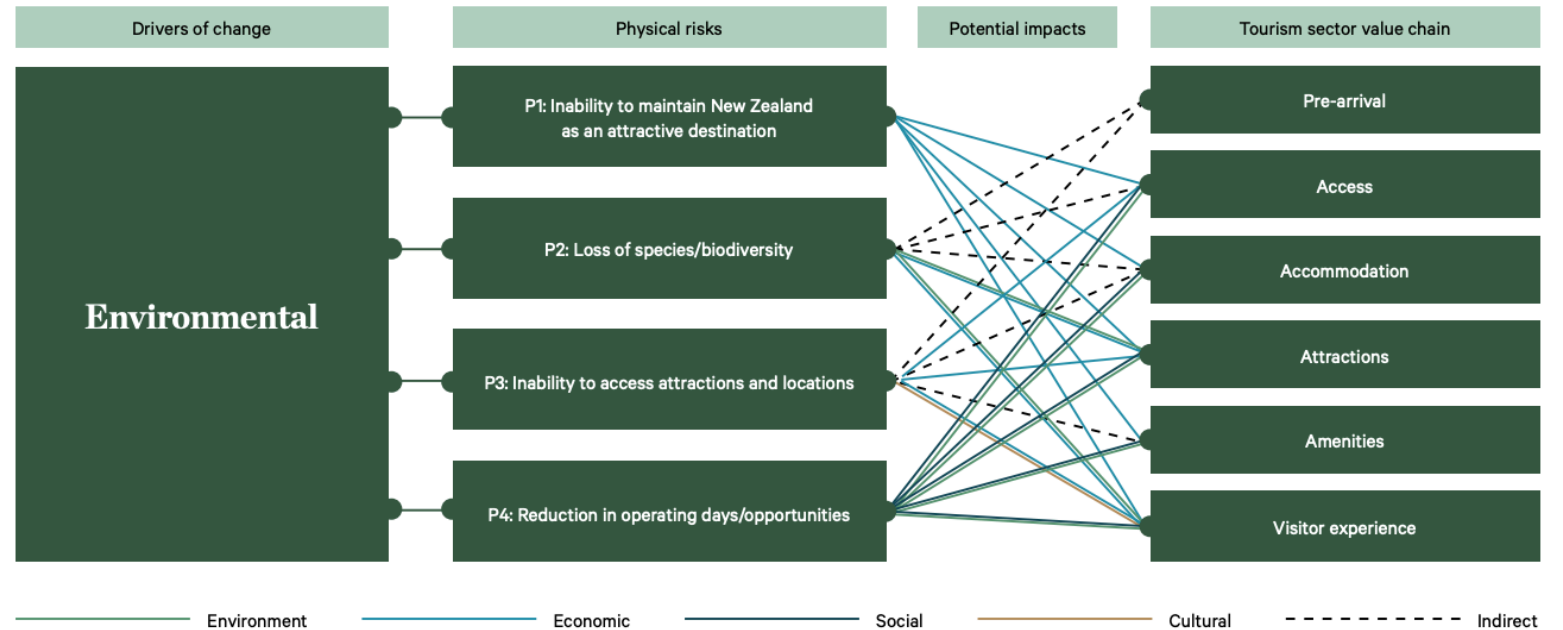 Drivers of change
Physical risks
Potential impacts
Tourism sector value chain
Environmental
P1: Inability to maintain New Zealand
as an attractive destination
P2: Loss of species/biodiversity
P3: Inability to access attractions and locations
P4: Reduction in operating days/opportunities
Pre-arrival
Access
Accommodation
Attractions
Amenities
Visitor experience
Environment
Economic
Social
Cultural
Indirect